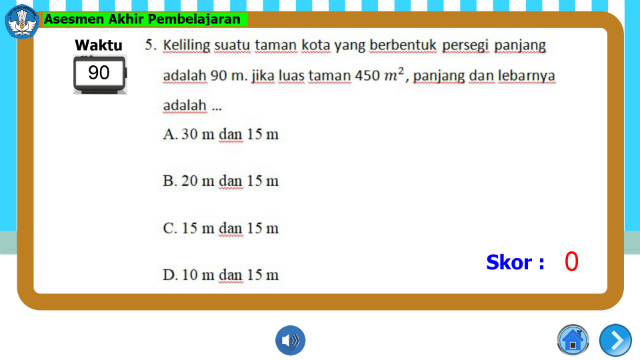 Asesmen Akhir Pembelajaran
Waktu
90
5. Keliling suatu taman kota yang berbentuk persegi panjang
adalah 90 m. jika luas taman 450 m², panjang dan lebarnya
adalah ...
A. 30 m dan 15 m
B. 20 m dan 15 m
C. 15 m dan 15 m
D. 10 m dan 15 m
Skor : 0